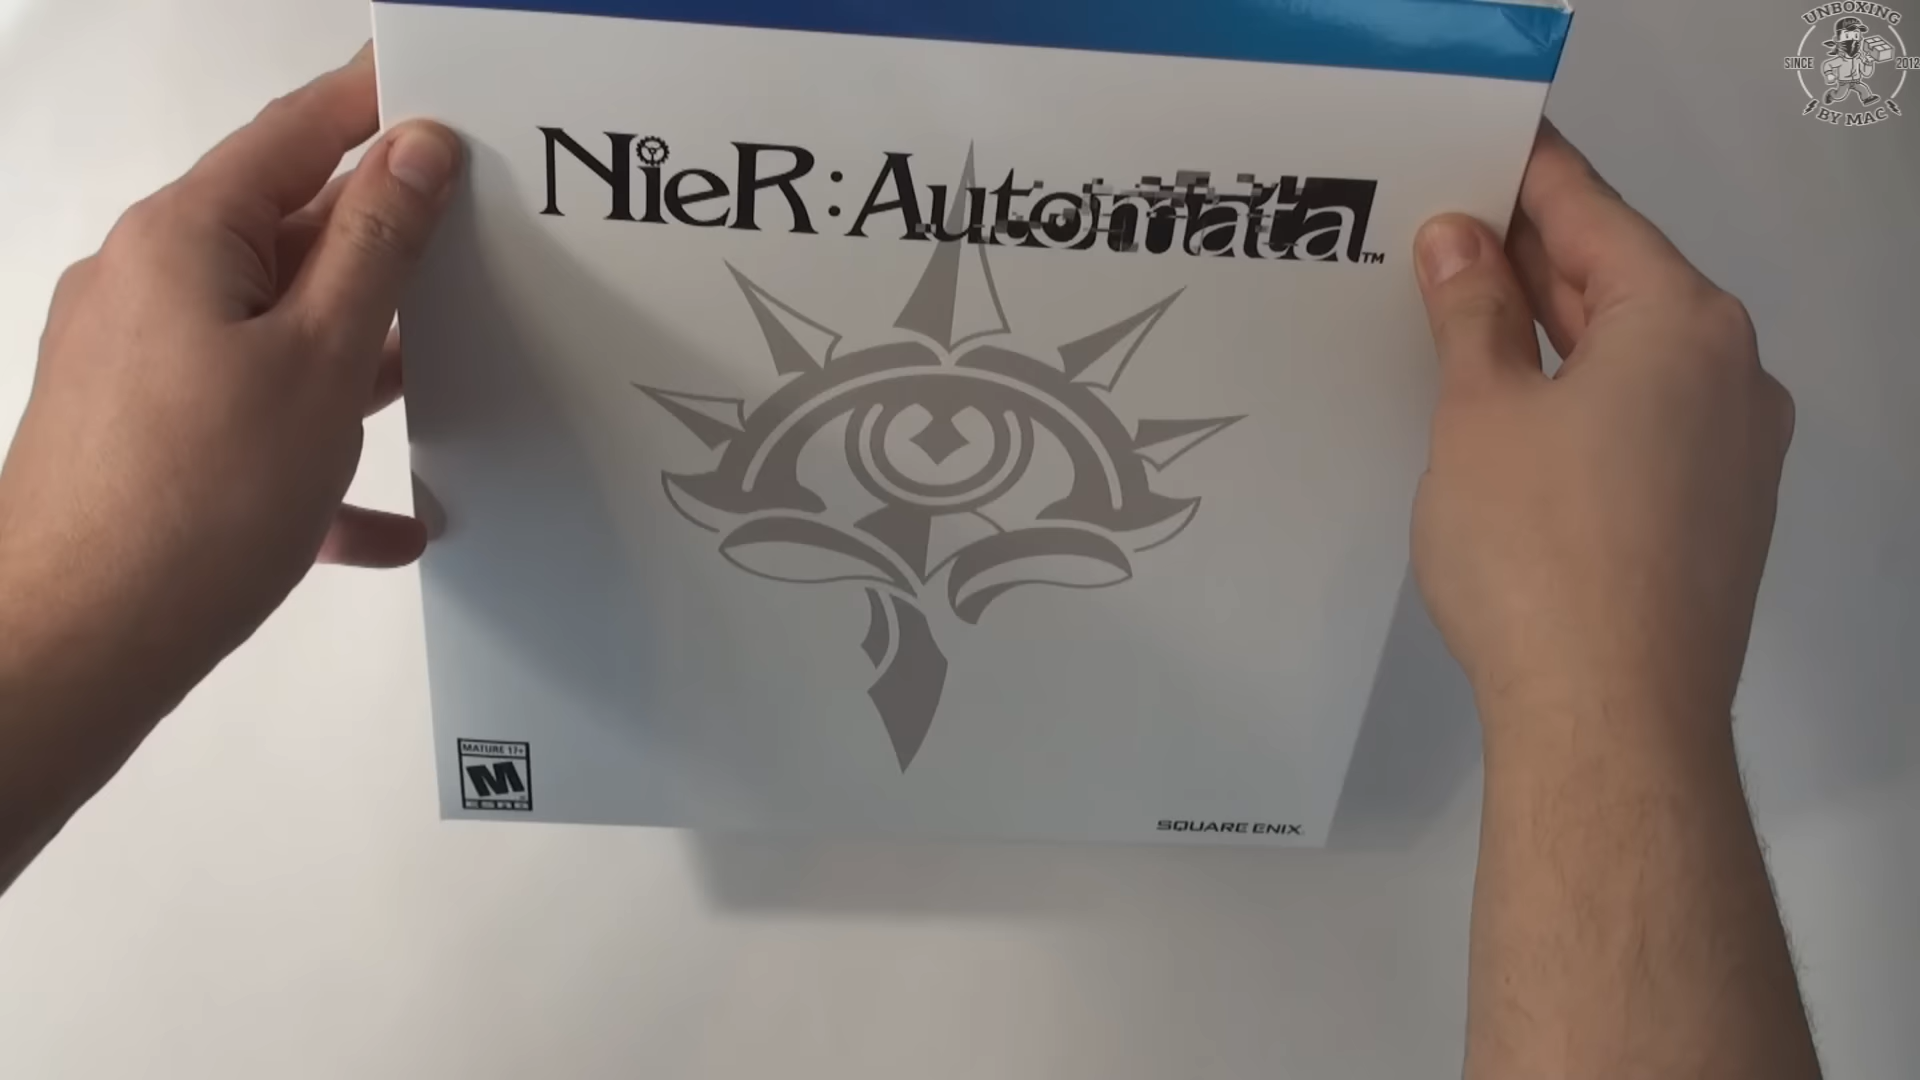 UNBOXING
SINCE 2012
BY MAC
NieR:Automata™
MATURE 17+
M
ESRB
SQUARE ENIX